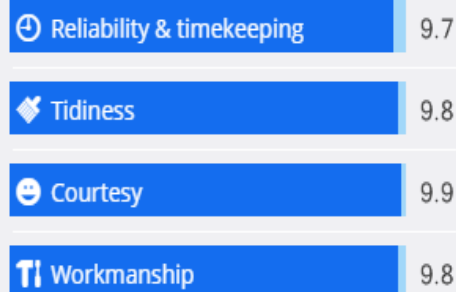 Reliability & timekeeping 9.7
Tidiness 9.8
Courtesy 9.9
Workmanship 9.8